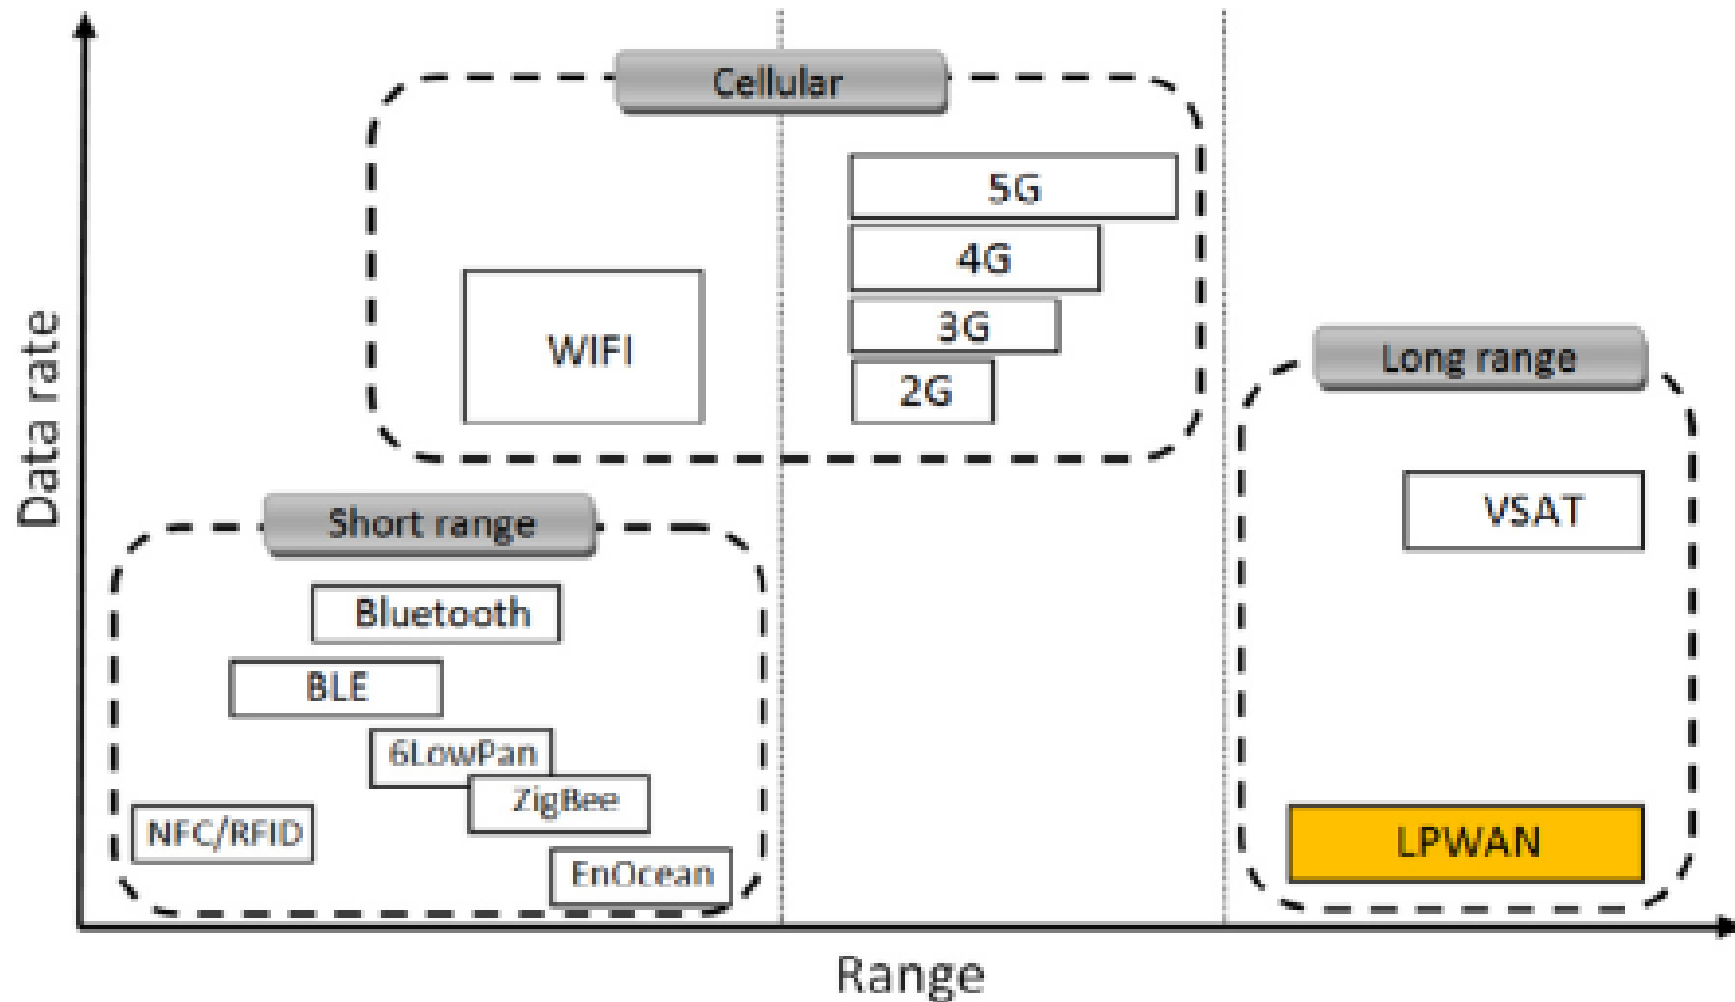 Cellular
5G
4G
3G
2G
WIFI
Long range
VSAT
LPWAN
Short range
Bluetooth
BLE
6LowPan
ZigBee
NFC/RFID
EnOcean
Data rate
Range